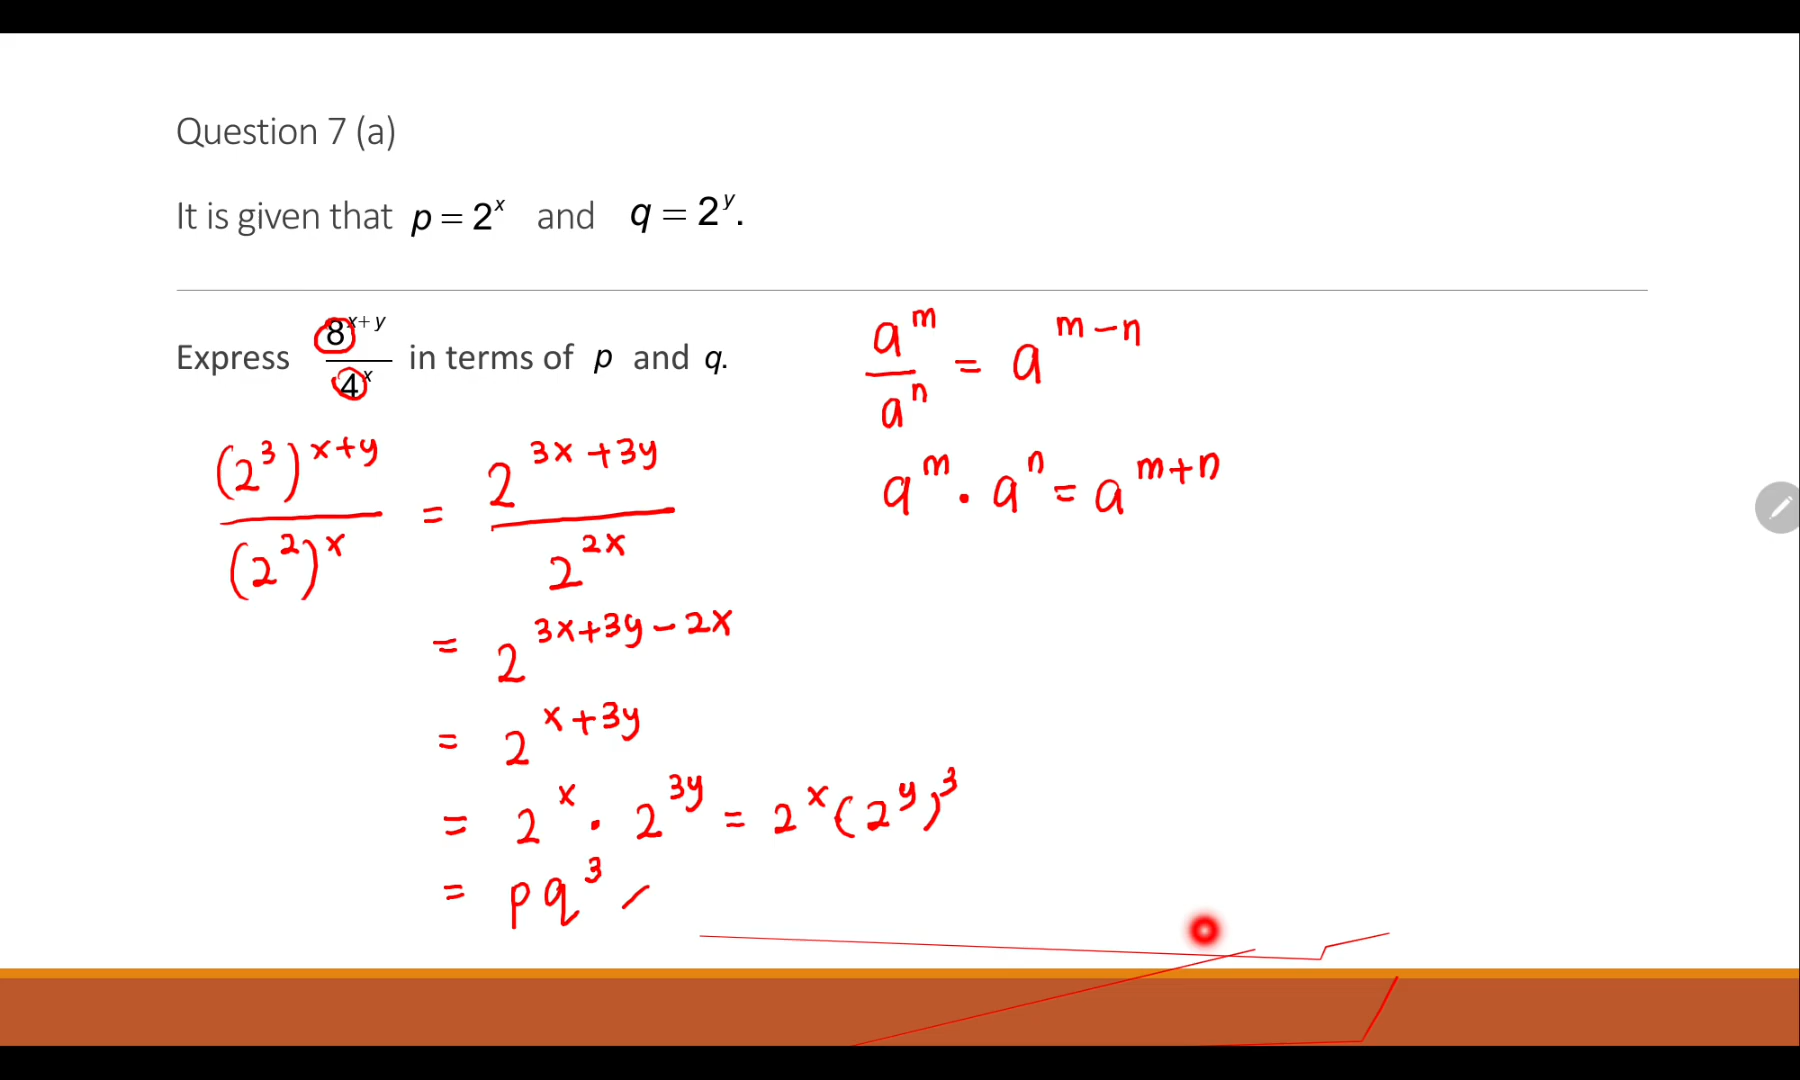 Question 7 (a)
It is given that p = 2^x and q = 2^y.
Express 8^(x+y) / 4^x in terms of p and q.
a^m / a^n = a^(m−n)
a^m · a^n = a^(m+n)
(2^3)^(x+y) / (2^2)^x = 2^(3x+3y) / 2^(2x)
= 2^(3x+3y−2x)
= 2^(x+3y)
= 2^x · 2^(3y) = 2^x (2^y)^3
= pq^3